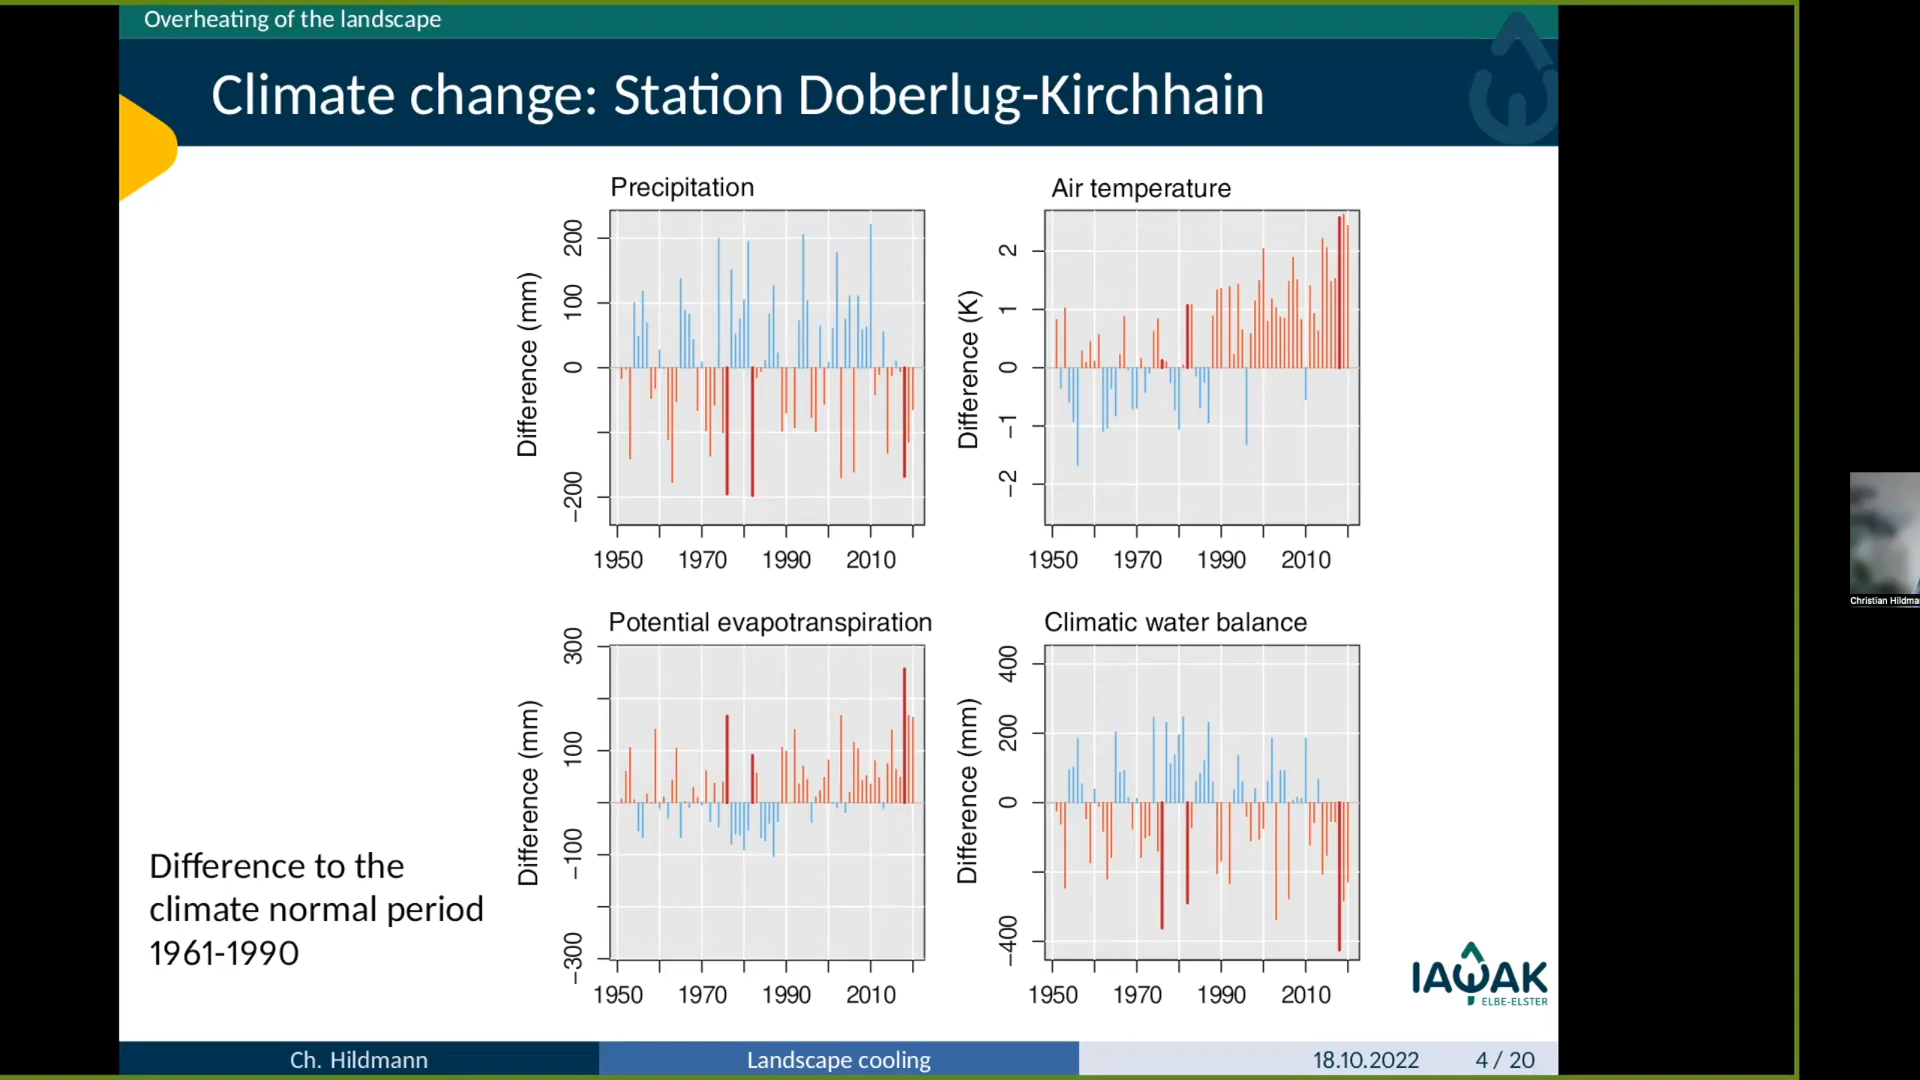 Overheating of the landscape
Climate change: Station Doberlug-Kirchhain
Precipitation
Difference (mm)
200
100
0
−200
1950 1970 1990 2010
Air temperature
Difference (K)
2
1
0
−1
−2
1950 1970 1990 2010
Potential evapotranspiration
Difference (mm)
300
100
−100
−300
1950 1970 1990 2010
Climatic water balance
Difference (mm)
400
200
0
−400
1950 1970 1990 2010
Difference to the
climate normal period
1961-1990
IAWAK
ELBE-ELSTER
Christian Hildma
Ch. Hildmann
Landscape cooling
18.10.2022
4 / 20